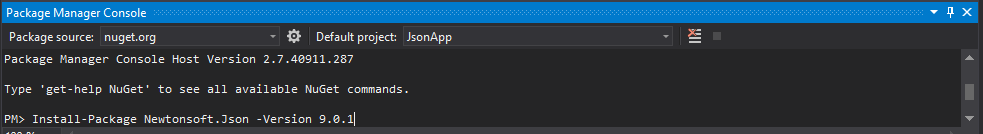 Package Manager Console
Package source: nuget.org Default project: JsonApp
Package Manager Console Host Version 2.7.40911.287
Type 'get-help NuGet' to see all available NuGet commands.
PM> Install-Package Newtonsoft.Json -Version 9.0.1